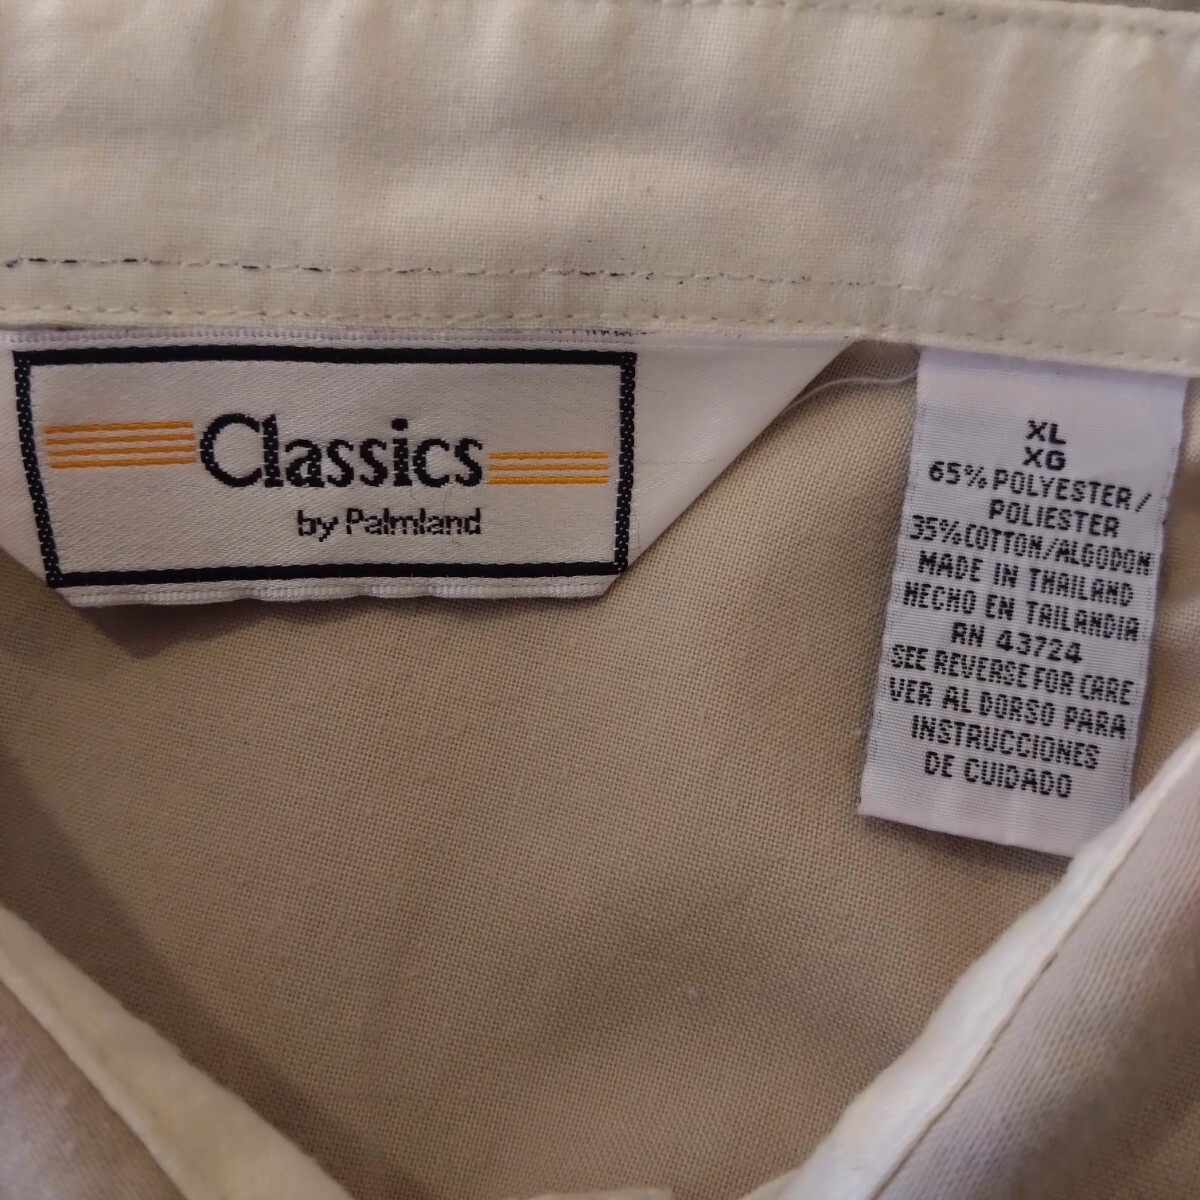 Classics
by Palmland
XL
XG
65% POLYESTER/
POLIESTER
35% COTTON/ALGODON
MADE IN THAILAND
HECHO EN TAILANDIA
RN 43724
SEE REVERSE FOR CARE
VER AL DORSO PARA
INSTRUCCIONES
DE CUIDADO